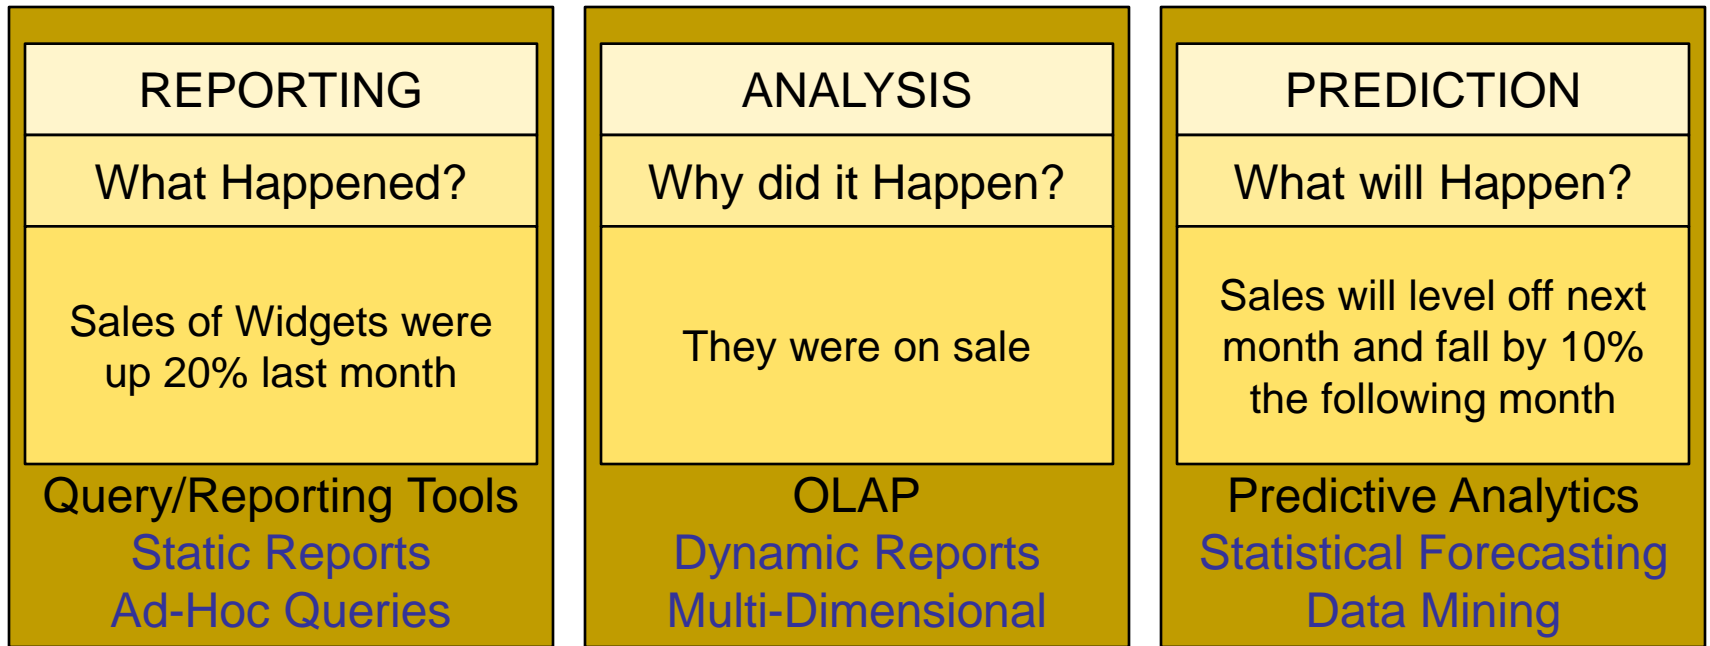 REPORTING
What Happened?
Sales of Widgets were
up 20% last month
Query/Reporting Tools
Static Reports
Ad-Hoc Queries
ANALYSIS
Why did it Happen?
They were on sale
OLAP
Dynamic Reports
Multi-Dimensional
PREDICTION
What will Happen?
Sales will level off next
month and fall by 10%
the following month
Predictive Analytics
Statistical Forecasting
Data Mining